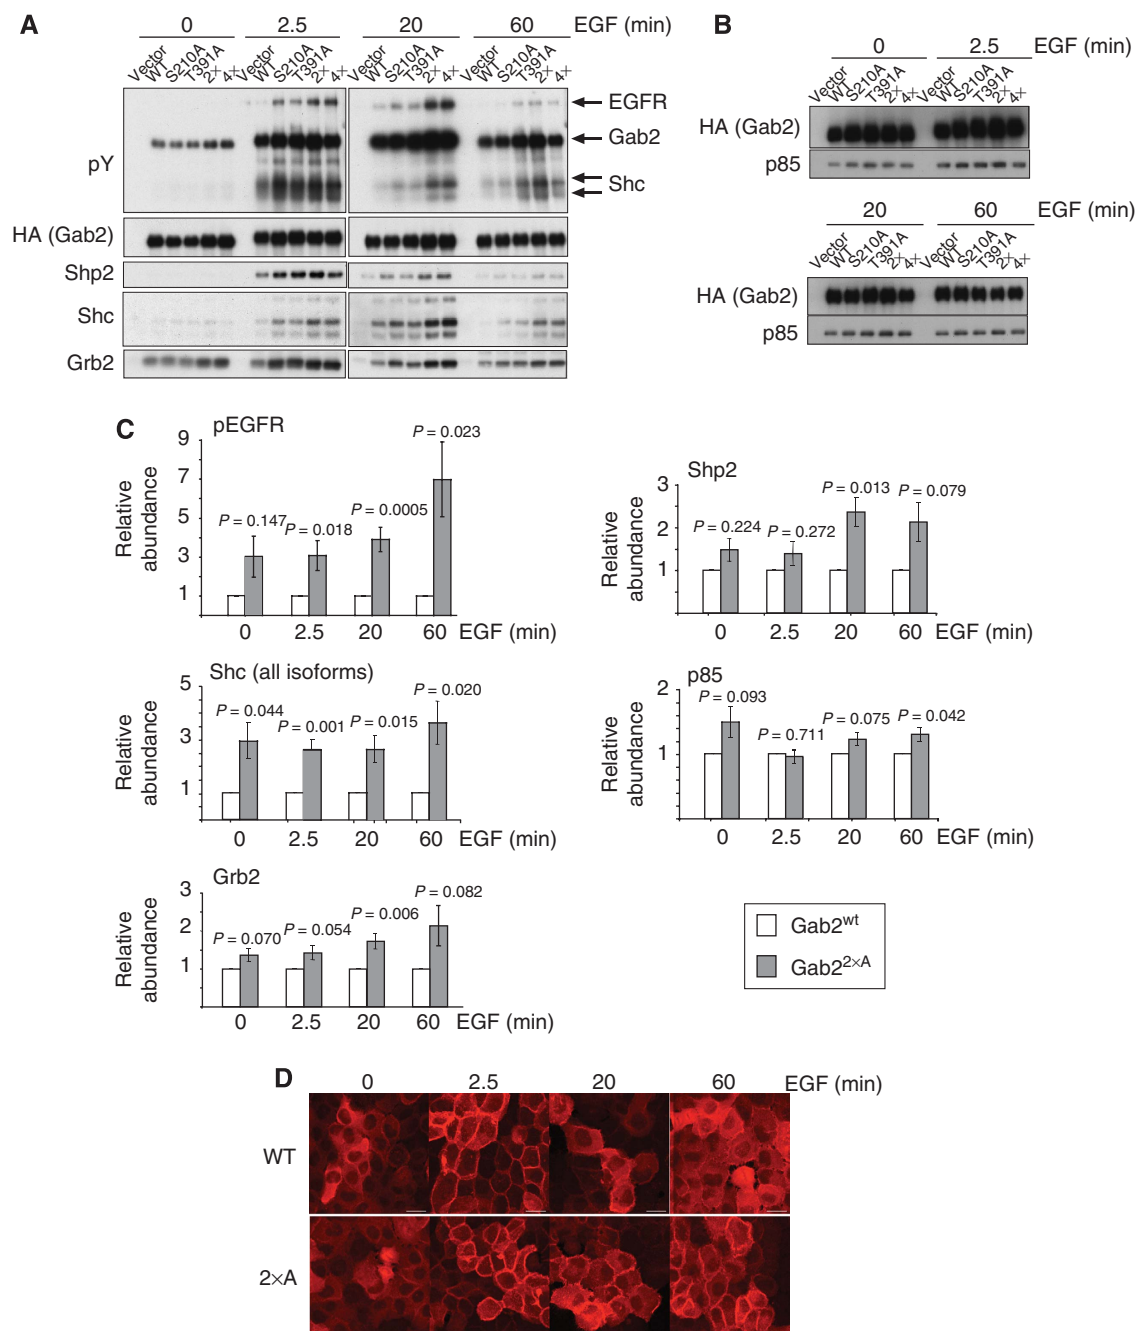 A
0 2.5 20 60 EGF (min)
Vector WT S210A T391A 2× 4× Vector WT S210A T391A 2× 4× Vector WT S210A T391A 2× 4× Vector WT S210A T391A 2× 4×
EGFR
Gab2
pY
Shc
HA (Gab2)
Shp2
Shc
Grb2
B
0 2.5 EGF (min)
Vector WT S210A T391A 2× 4× Vector WT S210A T391A 2× 4×
HA (Gab2)
p85
20 60 EGF (min)
Vector WT S210A T391A 2× 4× Vector WT S210A T391A 2× 4×
HA (Gab2)
p85
C
pEGFR
Relative abundance
9
7
5
3
1
P = 0.147 P = 0.018 P = 0.0005 P = 0.023
0 2.5 20 60 EGF (min)
Shp2
Relative abundance
3
2
1
0
P = 0.224 P = 0.272 P = 0.013 P = 0.079
0 2.5 20 60 EGF (min)
Shc (all isoforms)
Relative abundance
5
3
1
P = 0.044 P = 0.001 P = 0.015 P = 0.020
0 2.5 20 60 EGF (min)
p85
Relative abundance
2
1
P = 0.093 P = 0.711 P = 0.075 P = 0.042
0 2.5 20 60 EGF (min)
Grb2
Relative abundance
3
2
1
P = 0.070 P = 0.054 P = 0.006 P = 0.082
0 2.5 20 60 EGF (min)
Gab2wt
Gab22×A
D
0 2.5 20 60 EGF (min)
WT
2×A